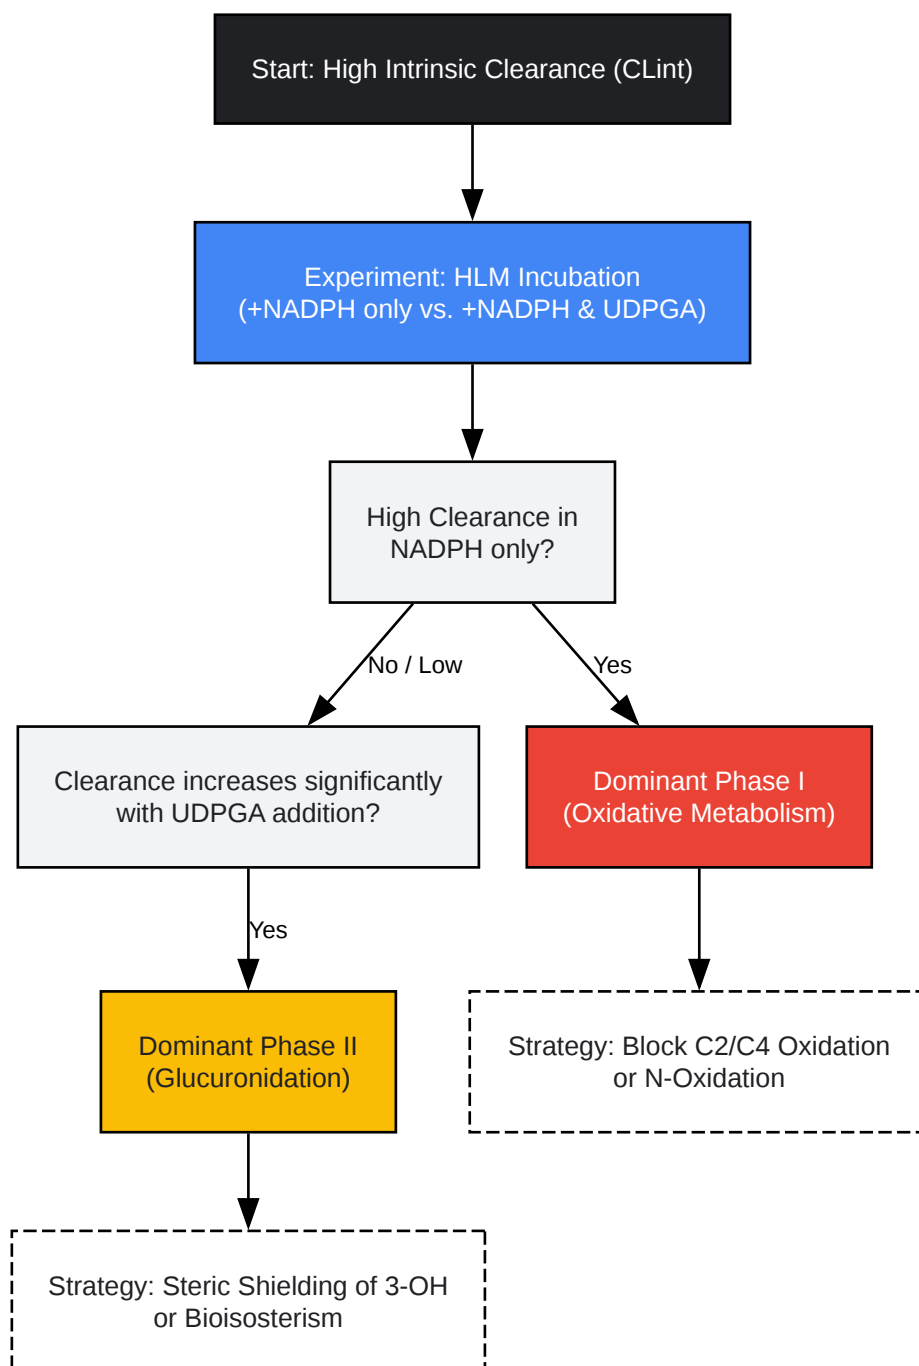 Start: High Intrinsic Clearance (CLint)
Experiment: HLM Incubation
(+NADPH only vs. +NADPH & UDPGA)
High Clearance in
NADPH only?
No / Low
Yes
Clearance increases significantly
with UDPGA addition?
Dominant Phase I
(Oxidative Metabolism)
Yes
Dominant Phase II
(Glucuronidation)
Strategy: Block C2/C4 Oxidation
or N-Oxidation
Strategy: Steric Shielding of 3-OH
or Bioisosterism